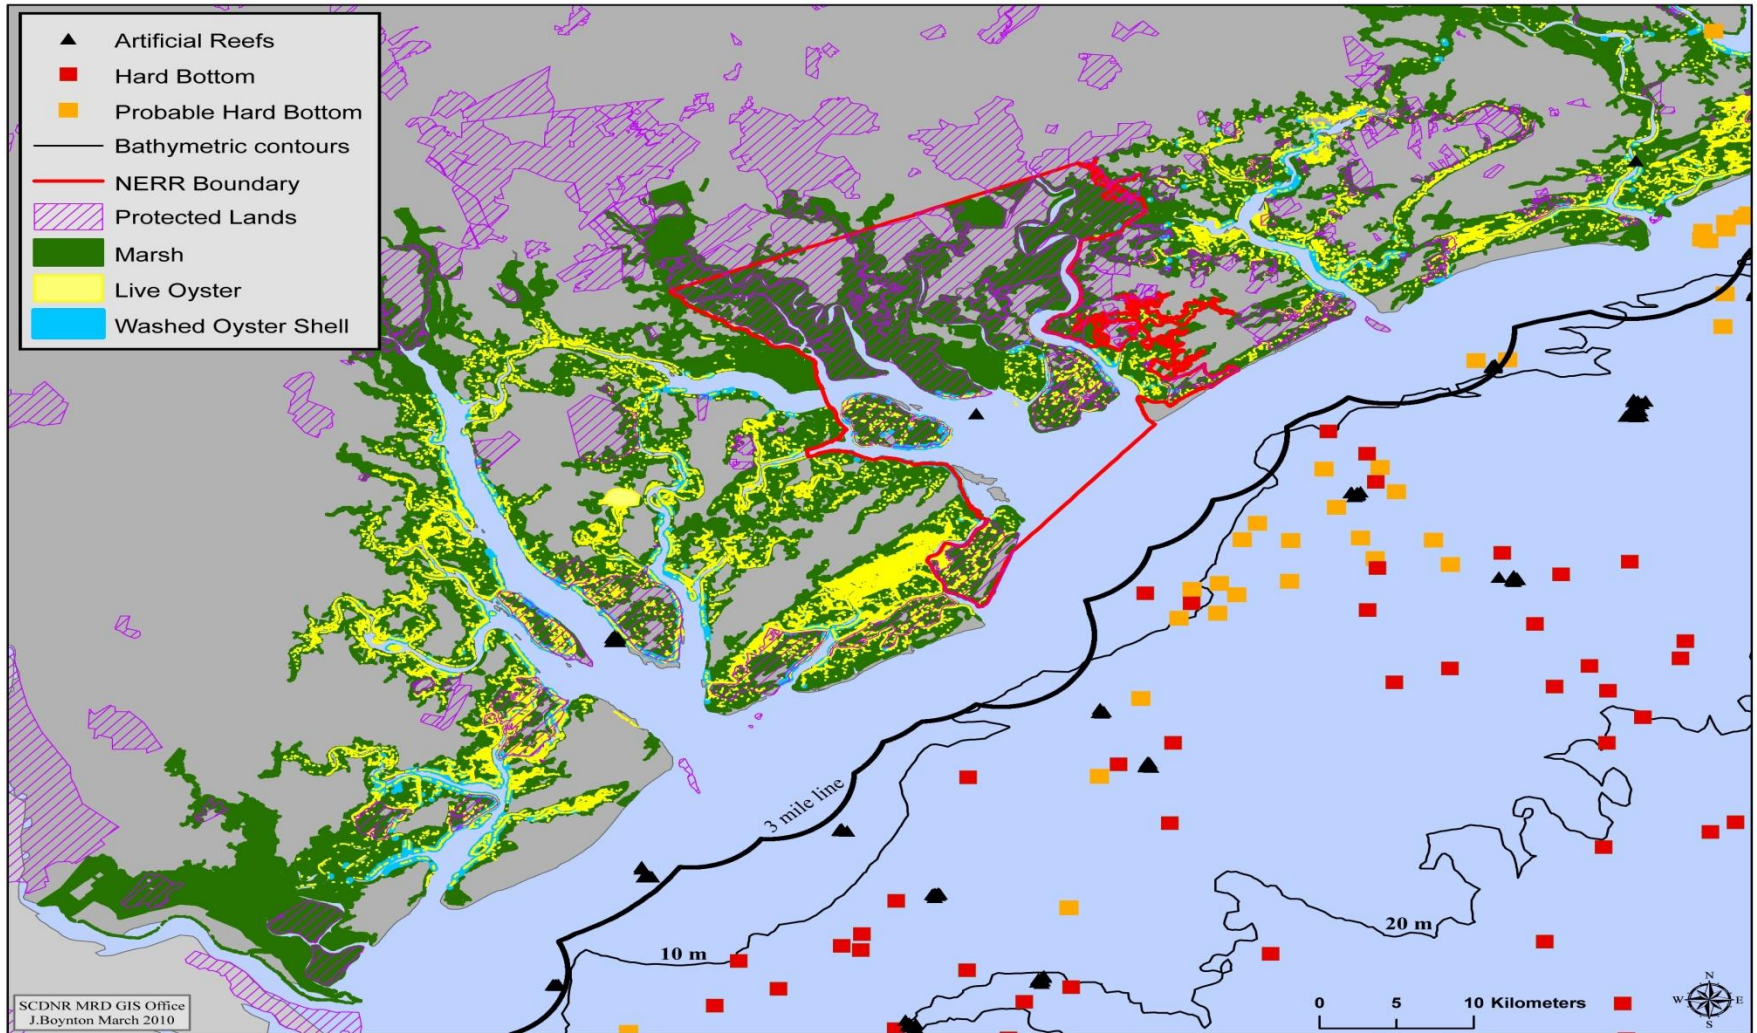 Artificial Reefs
Hard Bottom
Probable Hard Bottom
Bathymetric contours
NERR Boundary
Protected Lands
Marsh
Live Oyster
Washed Oyster Shell
3 mile line
10 m
20 m
0 5 10 Kilometers
N
W E
S
SCDNR MRD GIS Office
J.Boynton March 2010